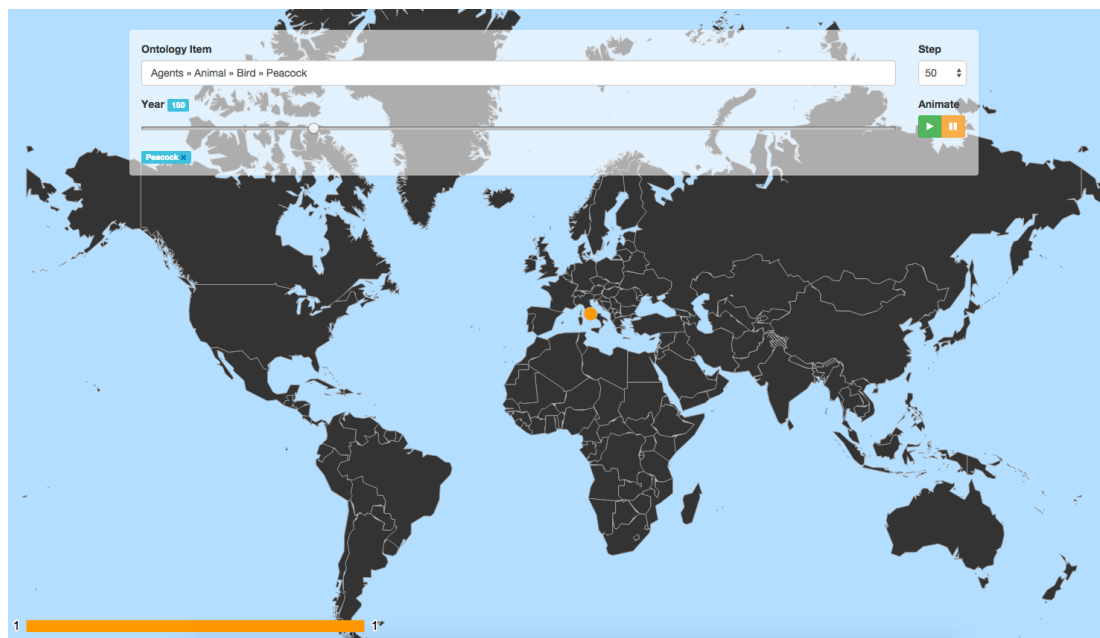 Ontology Item
Step
Agents » Animal » Bird » Peacock
50
Year 150
Animate
Peacock ×
1
1